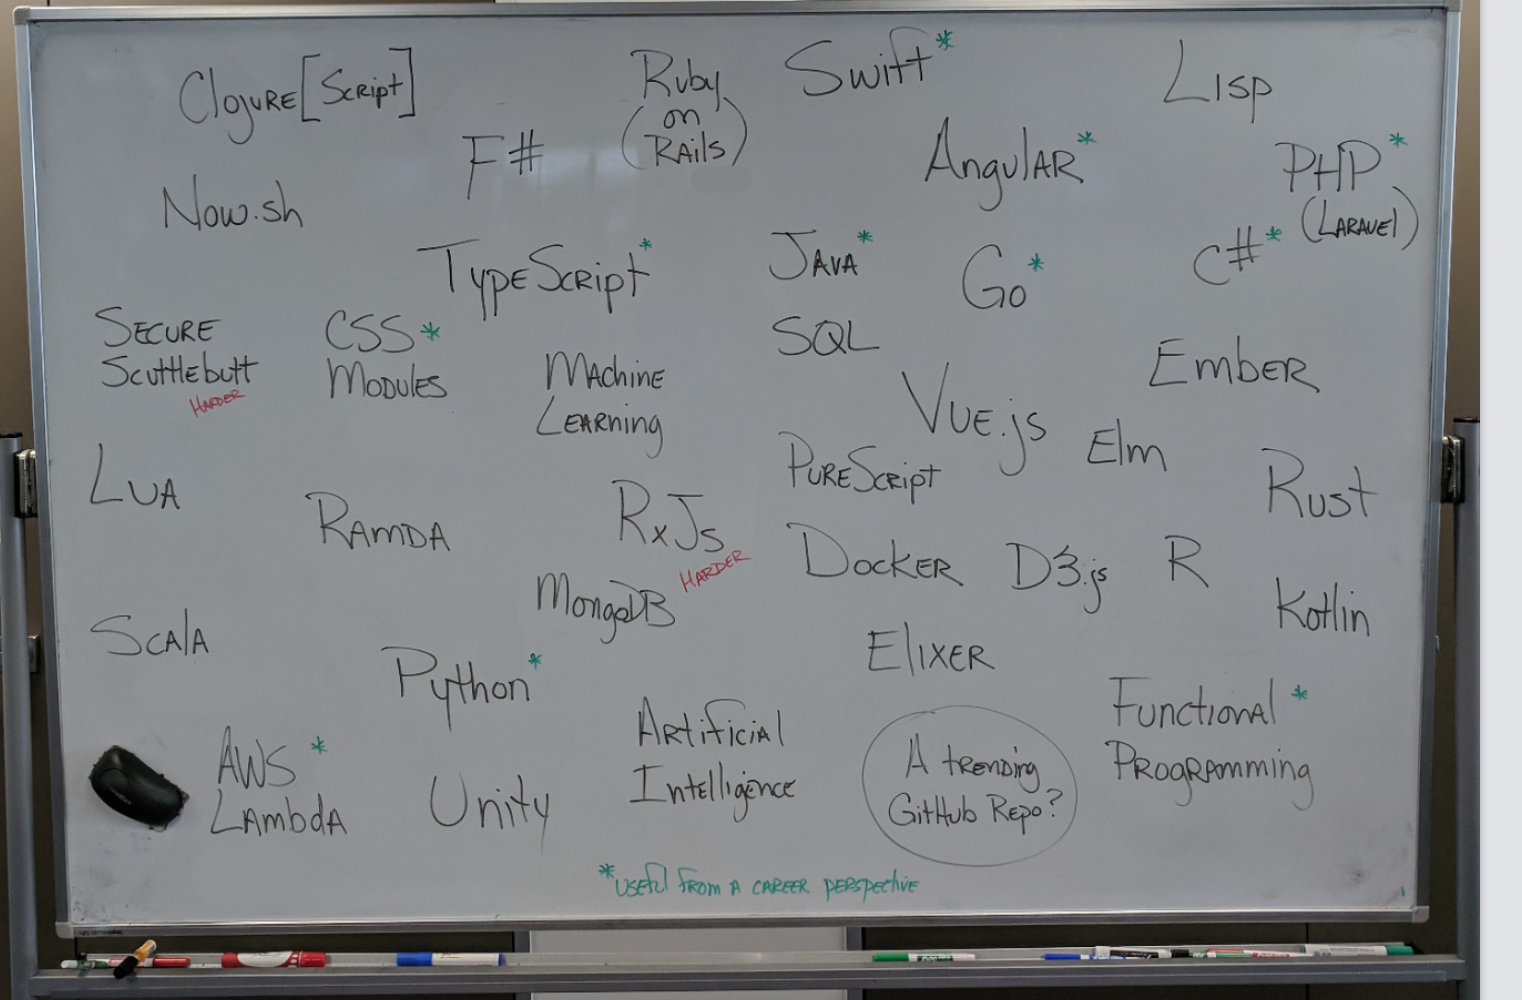 Clojure[Script]
Ruby
(on
Rails)
Swift*
Lisp
F#
Angular*
PHP*
(Laravel)
Now.sh
TypeScript*
Java*
Go*
C#*
Secure
Scuttlebutt
HARDER
CSS*
Modules
Machine
Learning
SQL
Vue.js
Ember
Elm
PureScript
Lua
Ramda
RxJs
HARDER
Rust
Docker
D3.js
R
MongoDB
Kotlin
Scala
Python*
Elixer
Functional*
Programming
AWS*
Lambda
Unity
Artificial
Intelligence
A trending
GitHub Repo?
*useful from a career perspective